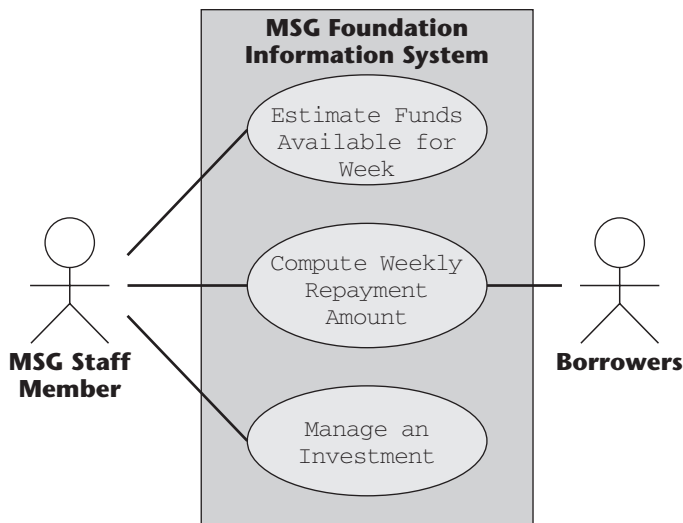 MSG Foundation
Information System
Estimate Funds
Available for
Week
Compute Weekly
Repayment
Amount
MSG Staff
Member
Borrowers
Manage an
Investment